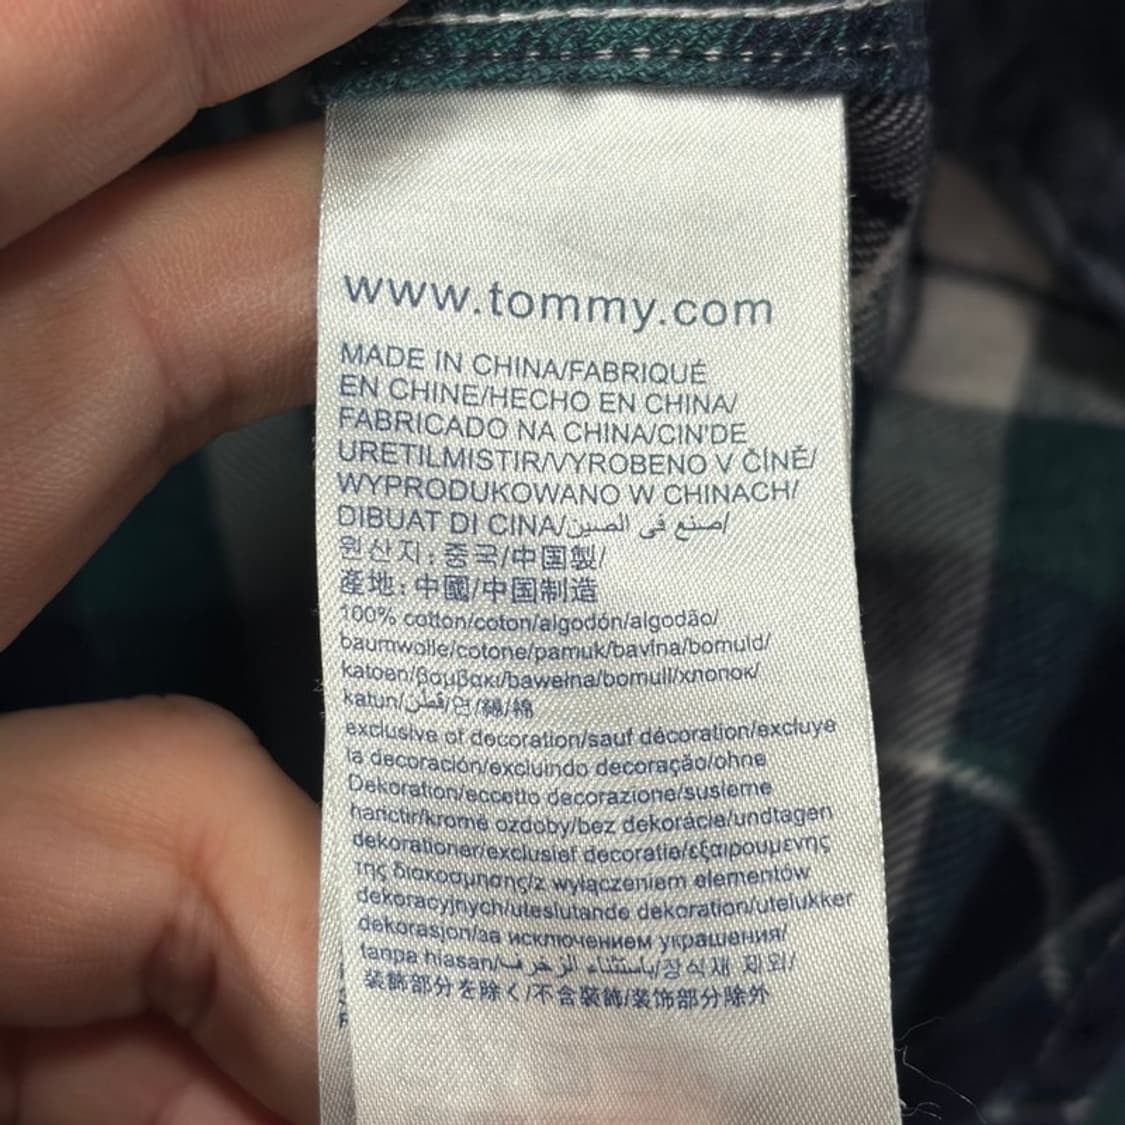 www.tommy.com
MADE IN CHINA/FABRIQUÉ
EN CHINE/HECHO EN CHINA/
FABRICADO NA CHINA/CIN'DE
URETILMISTIR/VYROBENO V ČÍNĚ/
WYPRODUKOWANO W CHINACH/
DIBUAT DI CINA/صنع في الصين/
원산지:중국/中国製/
產地:中國/中国制造
100% cotton/coton/algodón/algodão/
baumwolle/cotone/pamuk/bavlna/bomuld/
katoen/βαμβακι/bawełna/bomull/хлопок/
katun/قطن/면/綿/棉
exclusive of decoration/sauf décoration/excluye
la decoración/excluindo decoração/ohne
Dekoration/eccetto decorazione/susleme
harictir/kromě ozdoby/bez dekorácie/undtagen
dekorationer/exclusief decoratie/εξαιρουμενης
της διακοσμησης/z wyłączeniem elementów
dekoracyjnych/uteslutande dekoration/utelukker
dekorasjon/за исключением украшения/
tanpa hiasan/باستثناء الزخرف/장식재 제외/
装飾部分を除く/不含裝飾/装饰部分除外